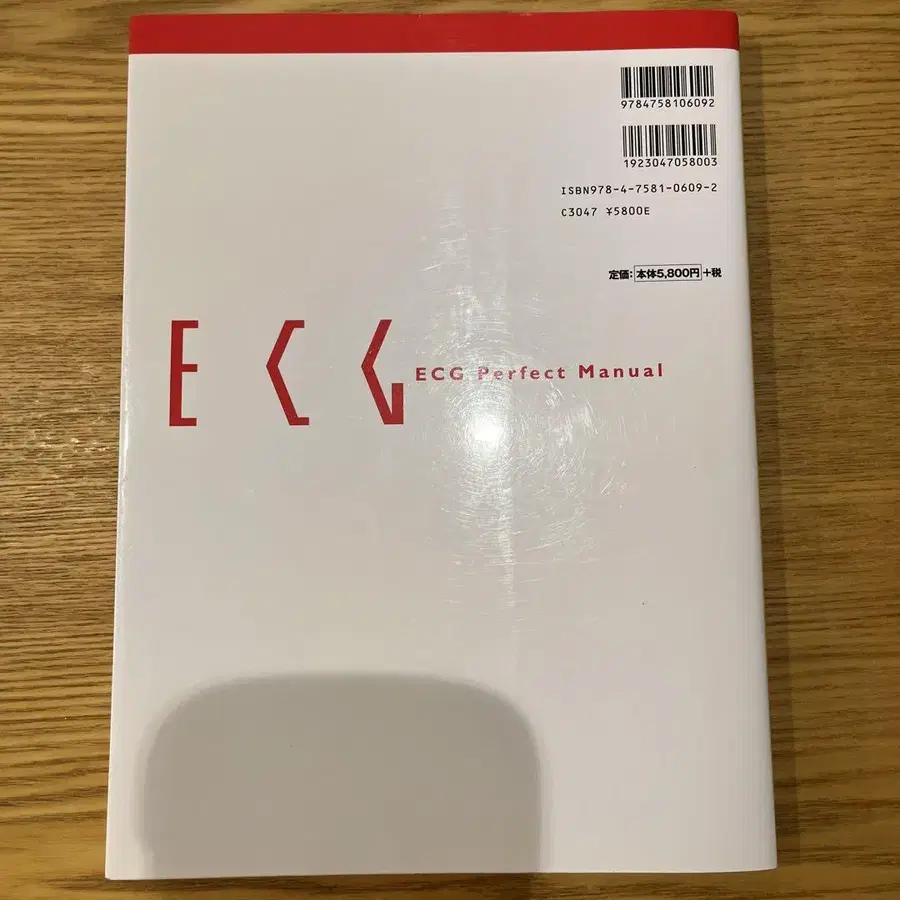 9784758106092
1923047058003
ISBN978-4-7581-0609-2
C3047 ¥5800E
定価：本体5,800円＋税
ECG
ECG Perfect Manual